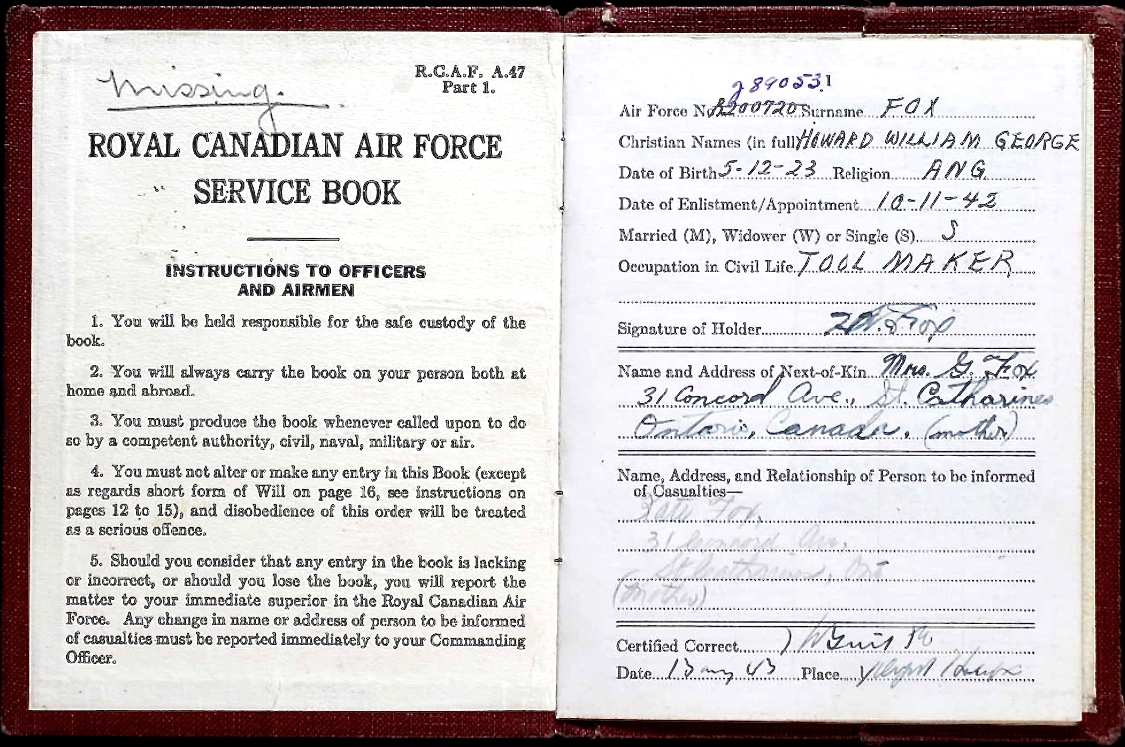 Missing.
R.C.A.F. A.47
Part 1.
ROYAL CANADIAN AIR FORCE
SERVICE BOOK
INSTRUCTIONS TO OFFICERS
AND AIRMEN
1. You will be held responsible for the safe custody of the
book.
2. You will always carry the book on your person both at
home and abroad.
3. You must produce the book whenever called upon to do
so by a competent authority, civil, naval, military or air.
4. You must not alter or make any entry in this Book (except
as regards short form of Will on page 16, see instructions on
pages 12 to 15), and disobedience of this order will be treated
as a serious offence.
5. Should you consider that any entry in the book is lacking
or incorrect, or should you lose the book, you will report the
matter to your immediate superior in the Royal Canadian Air
Force. Any change in name or address of person to be informed
of casualties must be reported immediately to your Commanding
Officer.
J89053 1
Air Force No. R200720 Surname FOX
Christian Names (in full) HOWARD WILLIAM GEORGE
Date of Birth 5-12-23 Religion ANG.
Date of Enlistment/Appointment 10-11-42
Married (M), Widower (W) or Single (S) S
Occupation in Civil Life TOOL MAKER
Signature of Holder Fox
Name and Address of Next-of-Kin Mrs. G. Fox
31 Concord Ave., St. Catharines
Ontario, Canada. (mother)
Name, Address, and Relationship of Person to be informed
of Casualties—
Kate Fox,
31 Concord Ave.
St Catharines, Ont
(Mother)
Certified Correct
Date 13 43 Place